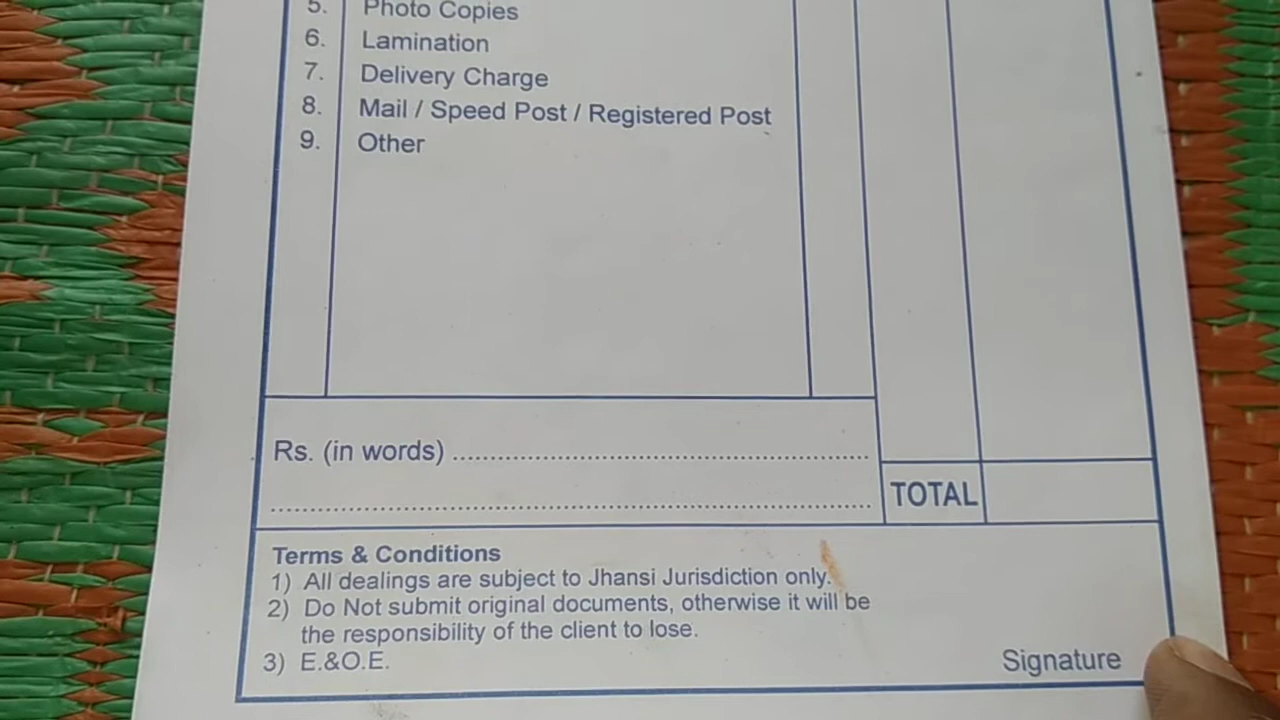 5. Photo Copies
6. Lamination
7. Delivery Charge
8. Mail / Speed Post / Registered Post
9. Other
Rs. (in words) ..............................................................
..............................................................................................
TOTAL
Terms & Conditions
1) All dealings are subject to Jhansi Jurisdiction only.
2) Do Not submit original documents, otherwise it will be
the responsibility of the client to lose.
3) E.&O.E.
Signature